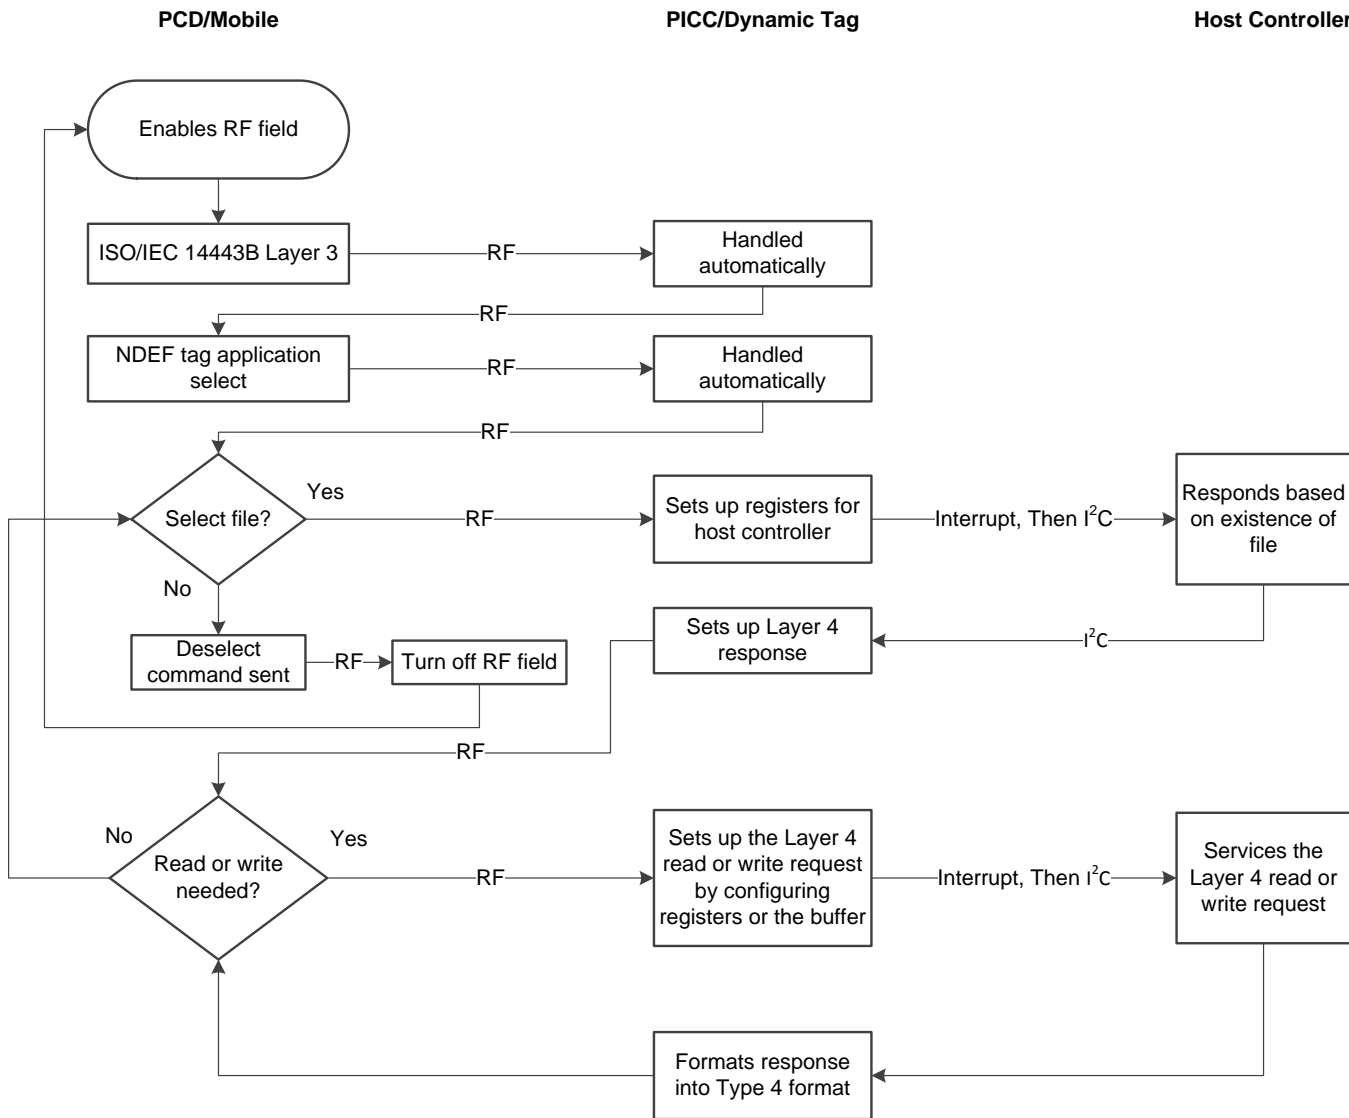 PCD/Mobile
PICC/Dynamic Tag
Host Controller
Enables RF field
ISO/IEC 14443B Layer 3
RF
Handled
automatically
RF
NDEF tag application
select
RF
Handled
automatically
RF
Select file?
Yes
RF
Sets up registers for
host controller
Interrupt, Then I²C
Responds based
on existence of
file
No
Deselect
command sent
RF
Turn off RF field
Sets up Layer 4
response
I²C
RF
No
Read or write
needed?
Yes
RF
Sets up the Layer 4
read or write request
by configuring
registers or the buffer
Interrupt, Then I²C
Services the
Layer 4 read or
write request
Formats response
into Type 4 format